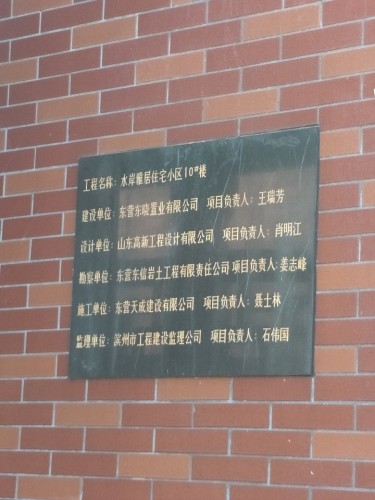 工程名称：水岸雅居住宅小区10#楼
建设单位：东营东晓置业有限公司 项目负责人：王瑞芳
设计单位：山东高新工程设计有限公司 项目负责人：肖明江
勘察单位：东营东信岩土工程有限责任公司 项目负责人：姜志峰
施工单位：东营天成建设有限公司 项目负责人：聂士林
监理单位：滨州市工程建设监理公司 项目负责人：石伟国